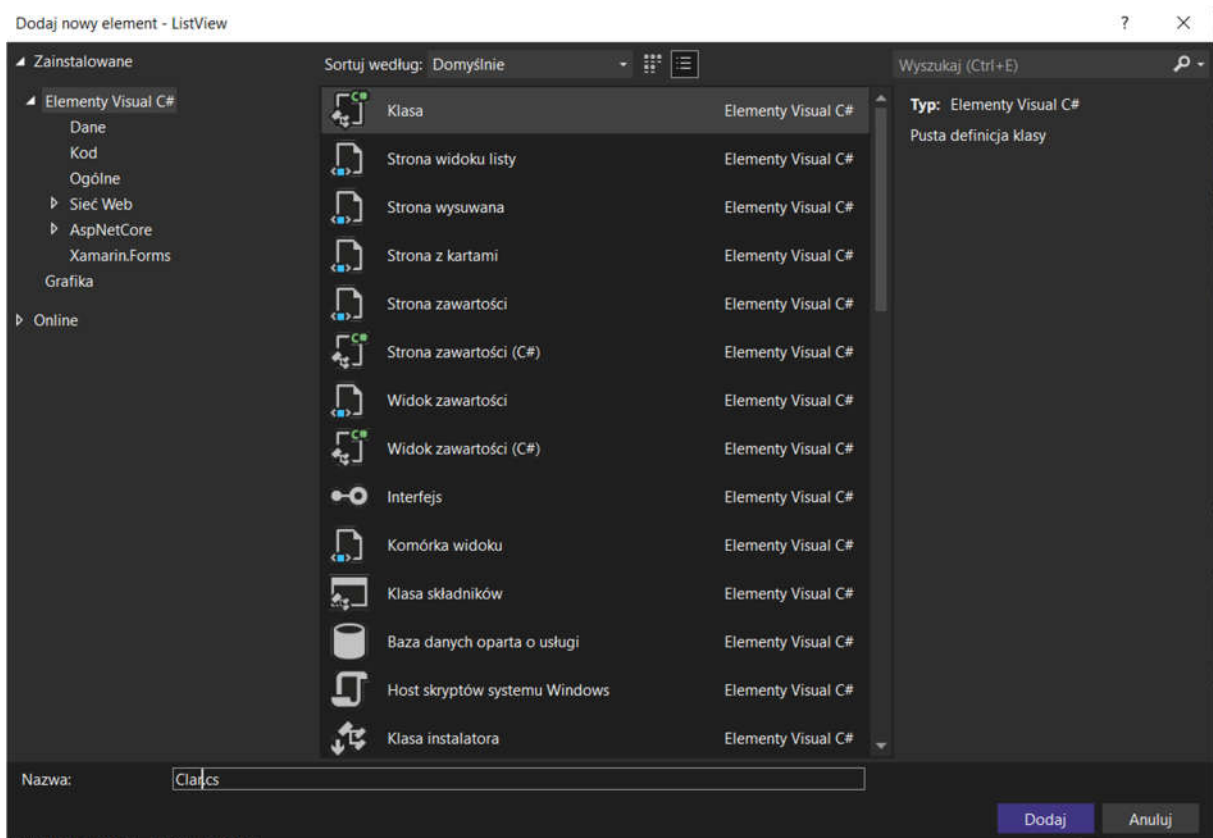 Dodaj nowy element - ListView
? ×
Zainstalowane
Elementy Visual C#
Dane
Kod
Ogólne
Sieć Web
AspNetCore
Xamarin.Forms
Grafika
Online
Sortuj według: Domyślnie
Klasa Elementy Visual C#
Strona widoku listy Elementy Visual C#
Strona wysuwana Elementy Visual C#
Strona z kartami Elementy Visual C#
Strona zawartości Elementy Visual C#
Strona zawartości (C#) Elementy Visual C#
Widok zawartości Elementy Visual C#
Widok zawartości (C#) Elementy Visual C#
Interfejs Elementy Visual C#
Komórka widoku Elementy Visual C#
Klasa składników Elementy Visual C#
Baza danych oparta o usługi Elementy Visual C#
Host skryptów systemu Windows Elementy Visual C#
Klasa instalatora Elementy Visual C#
Wyszukaj (Ctrl+E)
Typ: Elementy Visual C#
Pusta definicja klasy
Nazwa: Clar.cs
Dodaj Anuluj